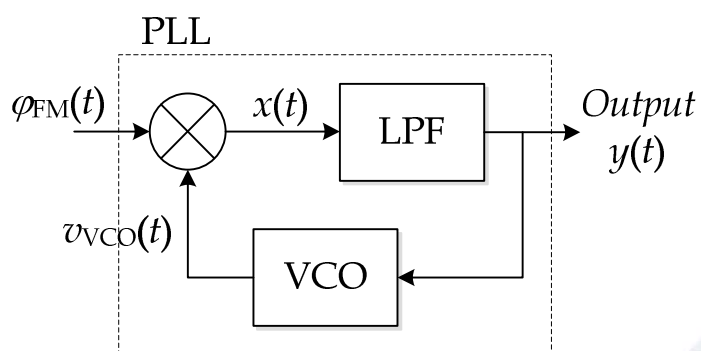 PLL
φFM(t)
x(t)
LPF
Output
y(t)
vVCO(t)
VCO